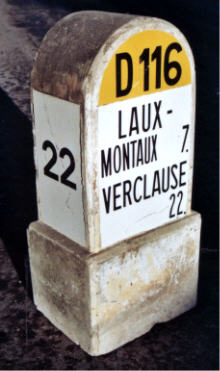 D 116
LAUX-
MONTAUX 7.
VERCLAUSE
22.
22